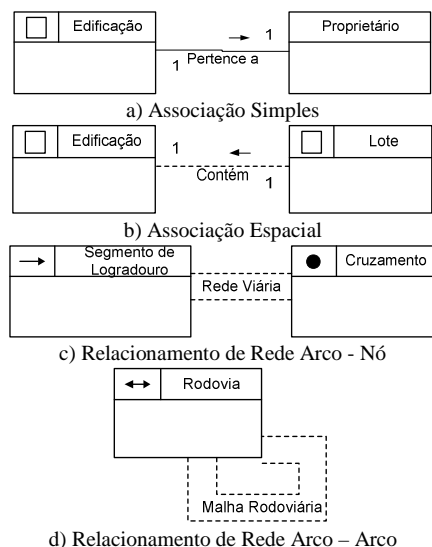 Edificação
1
Proprietário
1
Pertence a
a) Associação Simples
Edificação
1
Lote
Contém
1
b) Associação Espacial
Segmento de
Logradouro
Cruzamento
Rede Viária
c) Relacionamento de Rede Arco - Nó
Rodovia
Malha Rodoviária
d) Relacionamento de Rede Arco – Arco